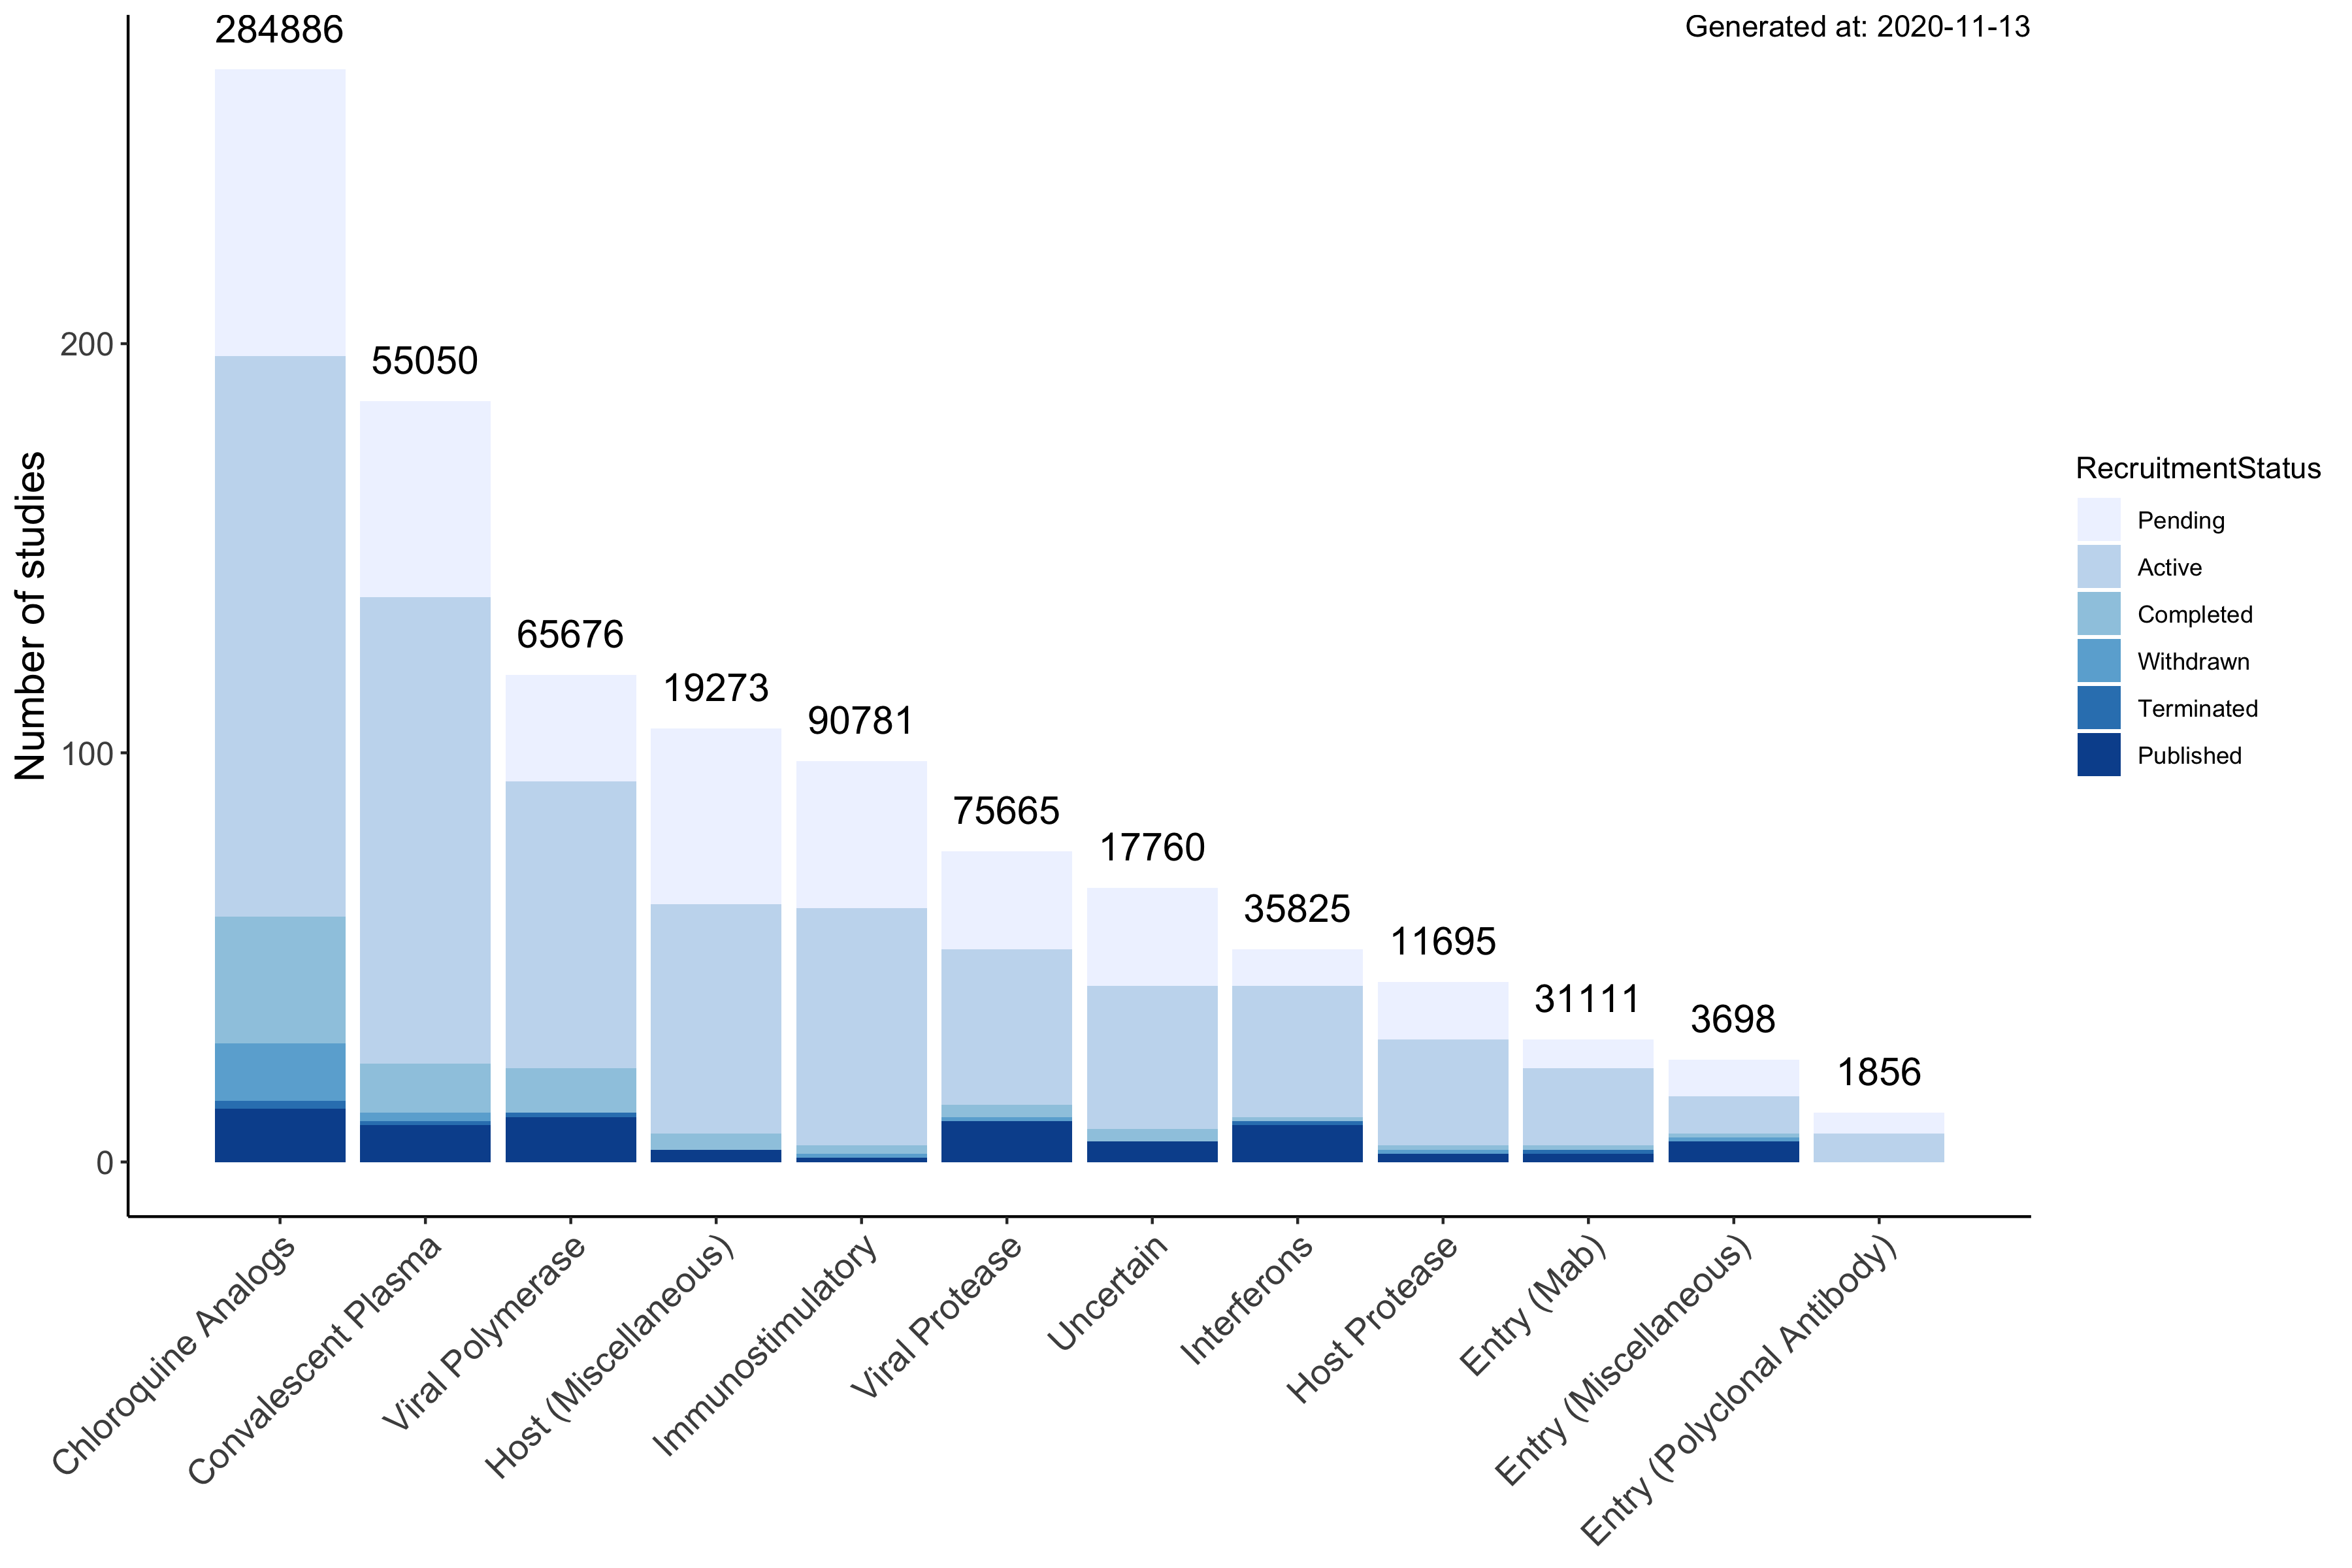 Generated at: 2020-11-13
284886
55050
65676
19273
90781
75665
17760
35825
11695
31111
3698
1856
Number of studies
200
100
0
Chloroquine Analogs
Convalescent Plasma
Viral Polymerase
Host (Miscellaneous)
Immunostimulatory
Viral Protease
Uncertain
Interferons
Host Protease
Entry (Mab)
Entry (Miscellaneous)
Entry (Polyclonal Antibody)
RecruitmentStatus
Pending
Active
Completed
Withdrawn
Terminated
Published